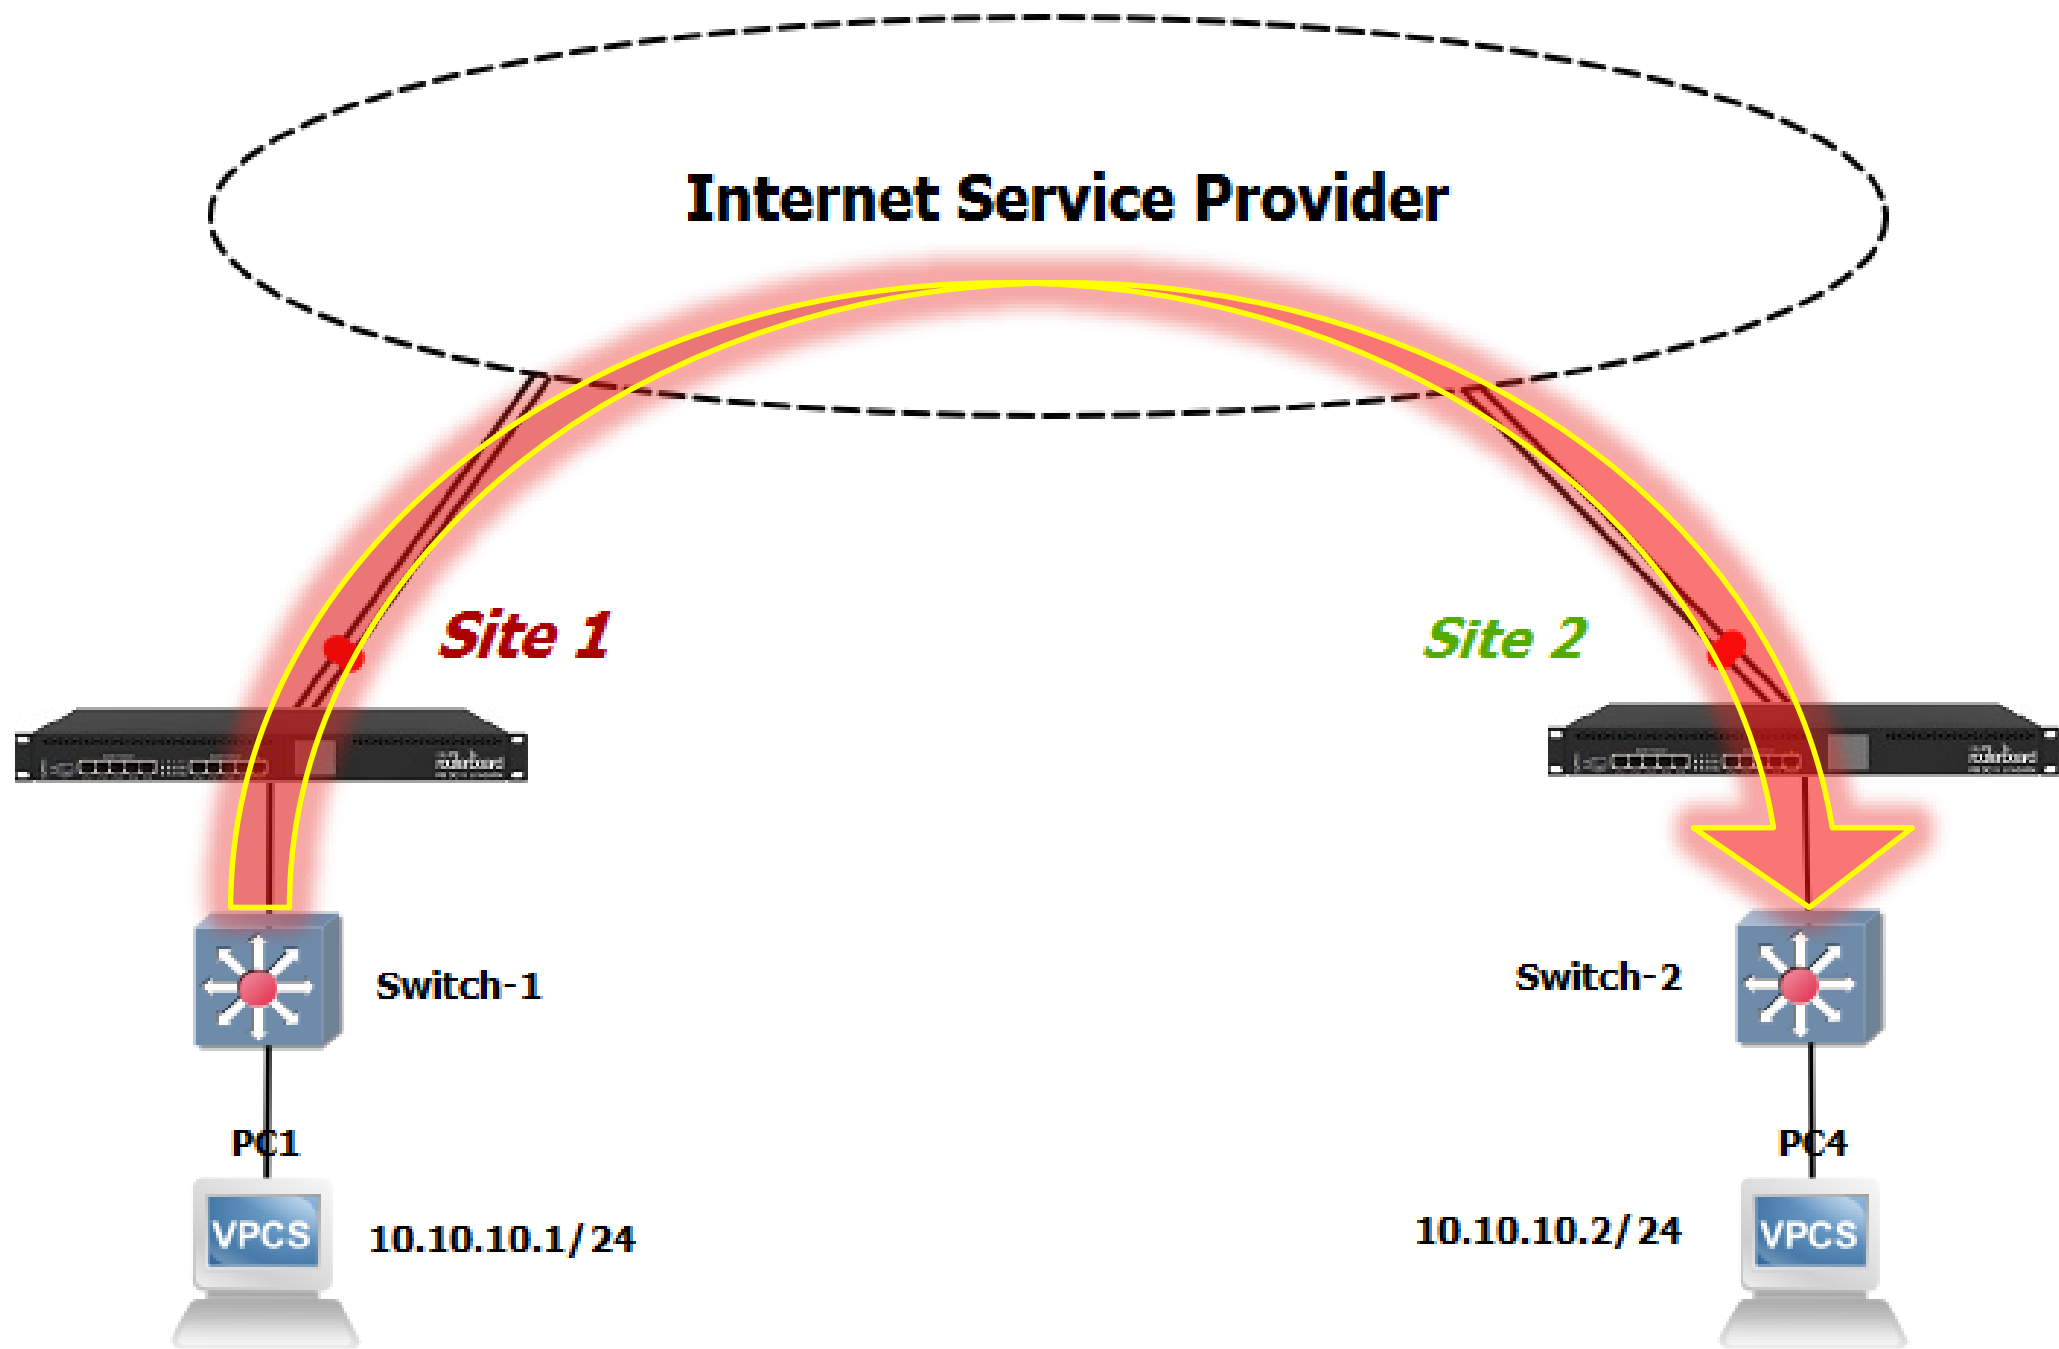 Internet Service Provider
Site 1
Site 2
Switch-1
Switch-2
PC1
PC4
VPCS
10.10.10.1/24
10.10.10.2/24
VPCS